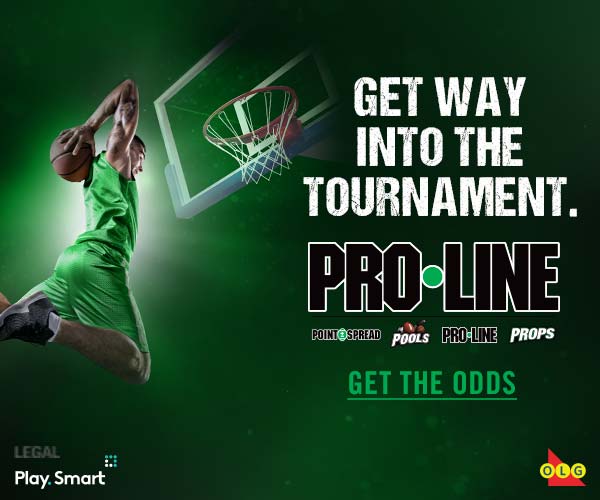 GET WAY
INTO THE
TOURNAMENT.
PRO•LINE
POINT SPREAD POOLS PRO•LINE PROPS
GET THE ODDS
LEGAL
Play.Smart
OLG